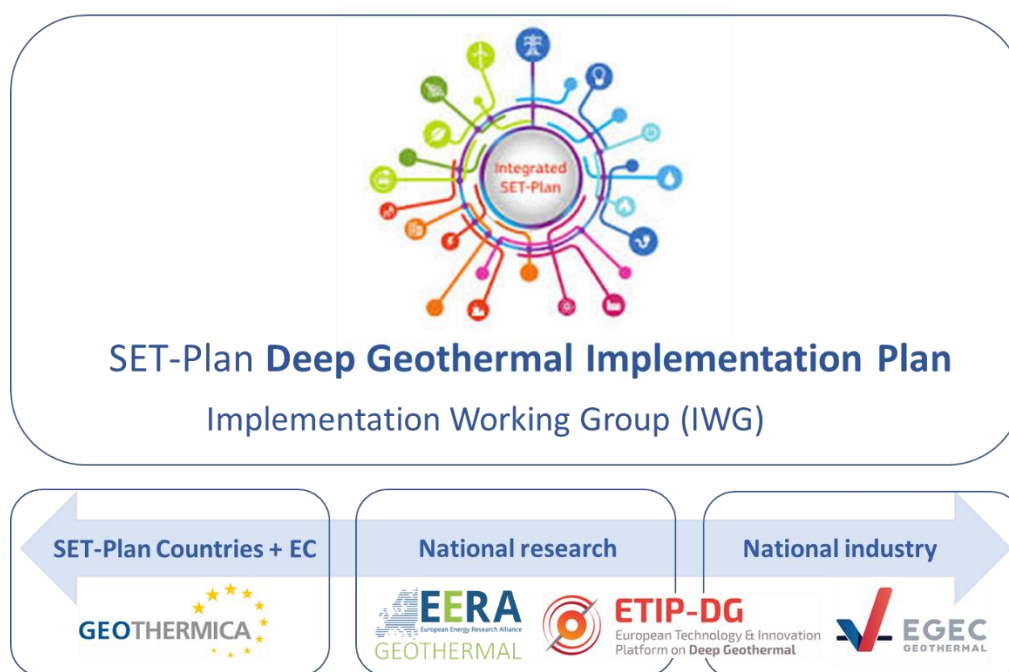 Integrated
SET-Plan
SET-Plan Deep Geothermal Implementation Plan
Implementation Working Group (IWG)
SET-Plan Countries + EC
National research
National industry
GEOTHERMICA
EERA
European Energy Research Alliance
GEOTHERMAL
ETIP-DG
European Technology & Innovation
Platform on Deep Geothermal
EGEC
GEOTHERMAL